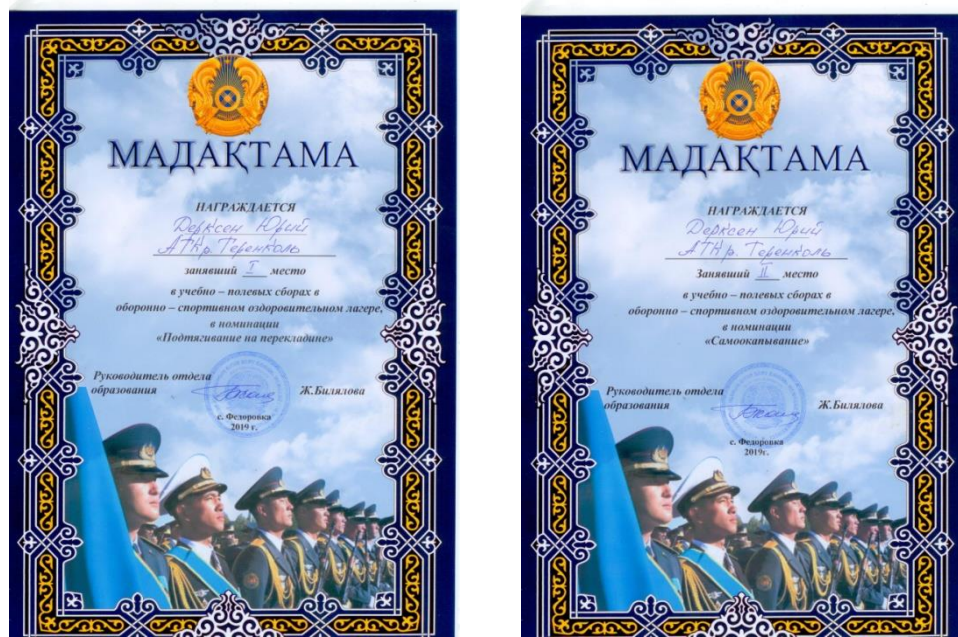 МАДАҚТАМА
НАГРАЖДАЕТСЯ
Дерксен Юрий
АТКр. Теренколь
занявший I место
в учебно – полевых сборах в
оборонно – спортивном оздоровительном лагере,
в номинации
«Подтягивание на перекладине»
Руководитель отдела
образования Ж.Билялова
с. Федоровка
2019 г.
МАДАҚТАМА
НАГРАЖДАЕТСЯ
Дерксен Юрий
р. Теренколь
Занявший II место
в учебно – полевых сборах в
оборонно – спортивном оздоровительном лагере,
в номинации
«Самоокапывание»
Руководитель отдела
образования Ж.Билялова
с. Федоровка
2019г.